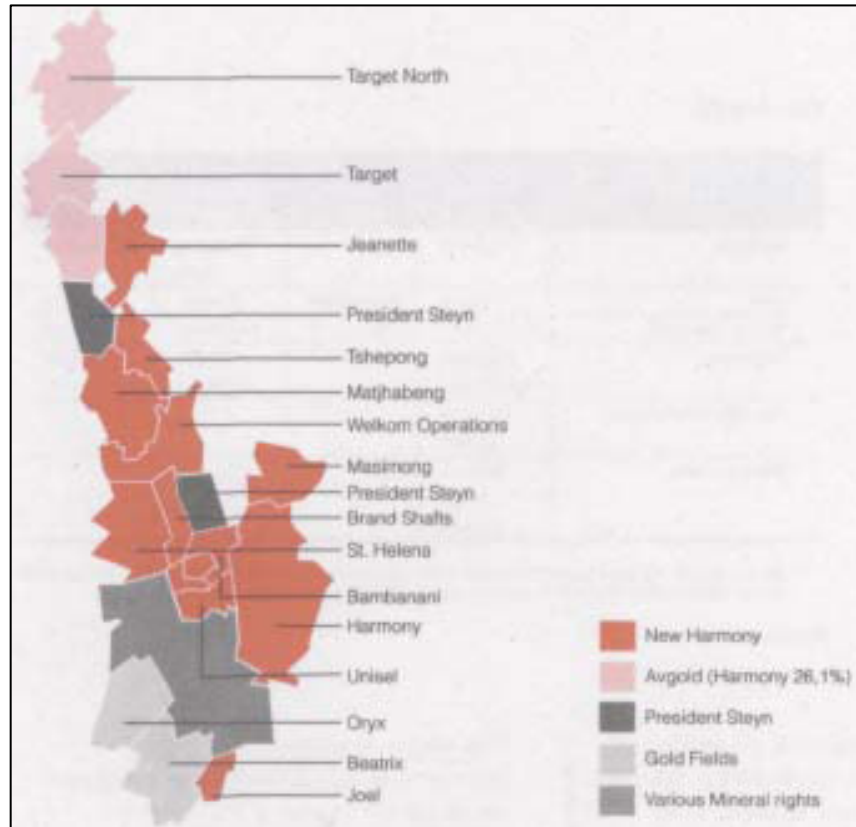 Target North
Target
Jeanette
President Steyn
Tshepong
Matjhabeng
Welkom Operations
Masimong
President Steyn
Brand Shafts
St. Helena
Bambanani
Harmony
Unisel
Oryx
Beatrix
Joel
New Harmony
Avgold (Harmony 26,1%)
President Steyn
Gold Fields
Various Mineral rights